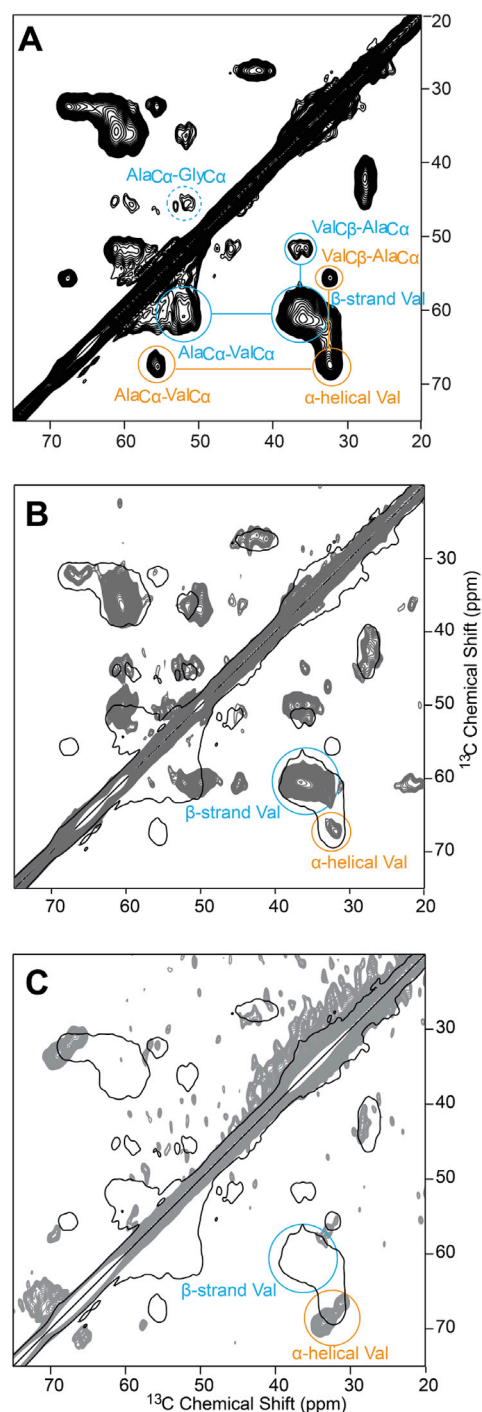 A
20
30
40
50
60
70
AlaCα-GlyCα
ValCβ-AlaCα
ValCβ-AlaCα
β-strand Val
AlaCα-ValCα
AlaCα-ValCα
α-helical Val
70 60 50 40 30 20
B
30
40
50
60
70
13C Chemical Shift (ppm)
β-strand Val
α-helical Val
70 60 50 40 30 20
C
30
40
50
60
70
β-strand Val
α-helical Val
70 60 50 40 30 20
13C Chemical Shift (ppm)